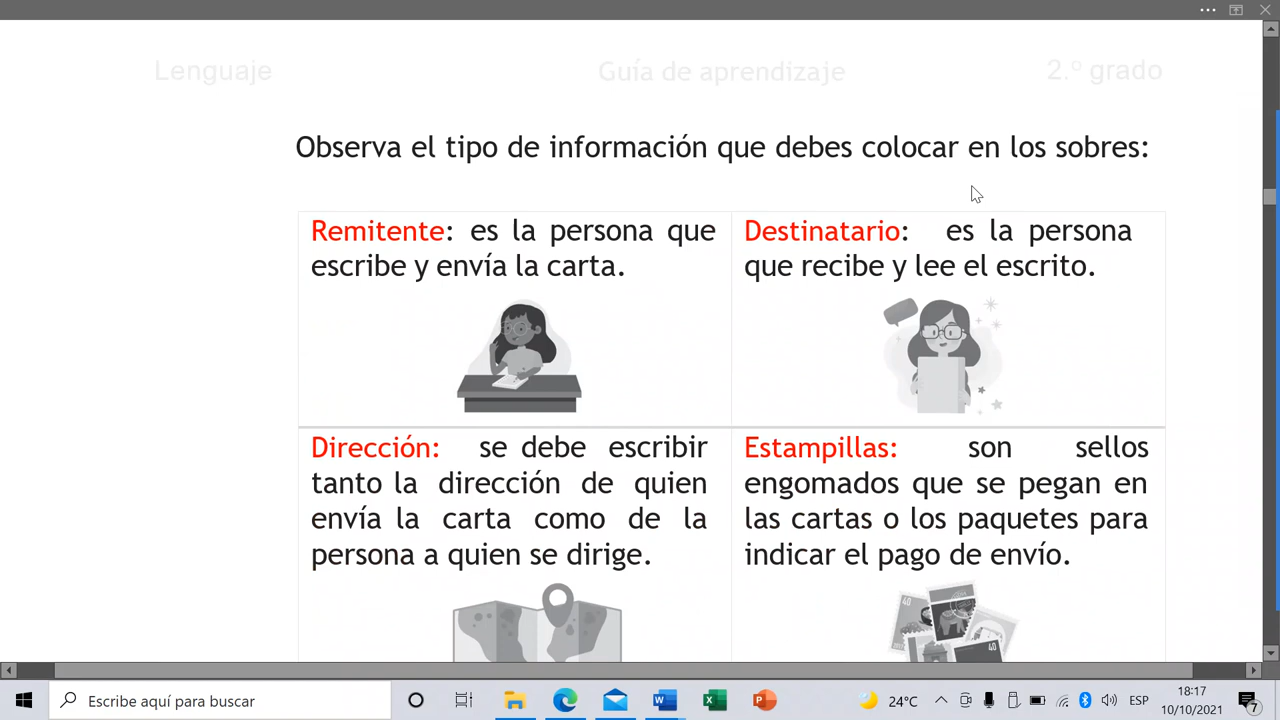 Lenguaje Guía de aprendizaje 2.º grado
Observa el tipo de información que debes colocar en los sobres:
Remitente: es la persona que
escribe y envía la carta.
Destinatario: es la persona
que recibe y lee el escrito.
Dirección: se debe escribir
tanto la dirección de quien
envía la carta como de la
persona a quien se dirige.
Estampillas: son sellos
engomados que se pegan en
las cartas o los paquetes para
indicar el pago de envío.
40
40
Escribe aquí para buscar
24°C
ESP
18:17
10/10/2021
7